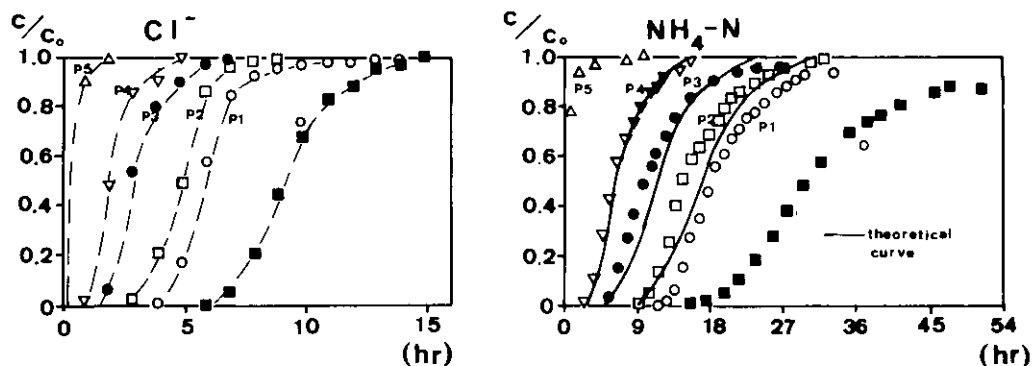 C/C₀ Cl⁻
1.0
0.8
0.6
0.4
0.2
0
P5
P4
P3
P2
P1
0 5 10 15
(hr)
C/C₀ NH₄-N
1.0
0.8
0.6
0.4
0.2
0
P5
P4
P3
P2
P1
theoretical
curve
0 9 18 27 36 45 54
(hr)